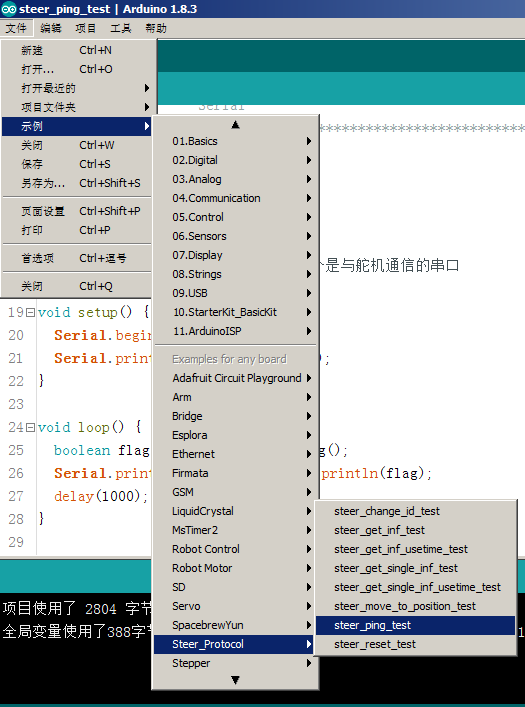 steer_ping_test | Arduino 1.8.3
文件 编辑 项目 工具 帮助
新建 Ctrl+N
打开... Ctrl+O
打开最近的
项目文件夹
示例
关闭 Ctrl+W
保存 Ctrl+S
另存为... Ctrl+Shift+S
页面设置 Ctrl+Shift+P
打印 Ctrl+P
首选项 Ctrl+逗号
关闭 Ctrl+Q
Serial
01.Basics
02.Digital
03.Analog
04.Communication
05.Control
06.Sensors
07.Display
08.Strings
09.USB
10.StarterKit_BasicKit
11.ArduinoISP
Examples for any board
Adafruit Circuit Playground
Arm
Bridge
Esplora
Ethernet
Firmata
GSM
LiquidCrystal
MsTimer2
Robot Control
Robot Motor
SD
Servo
SpacebrewYun
Steer_Protocol
Stepper
steer_change_id_test
steer_get_inf_test
steer_get_inf_usetime_test
steer_get_single_inf_test
steer_get_single_inf_usetime_test
steer_move_to_position_test
steer_ping_test
steer_reset_test
是与舵机通信的串口
19 void setup() {
20 Serial.begin
21 Serial.print );
22 }
23
24 void loop() {
25 boolean flag g();
26 Serial.print println(flag);
27 delay(1000);
28 }
29
项目使用了 2804 字节
全局变量使用了388字节